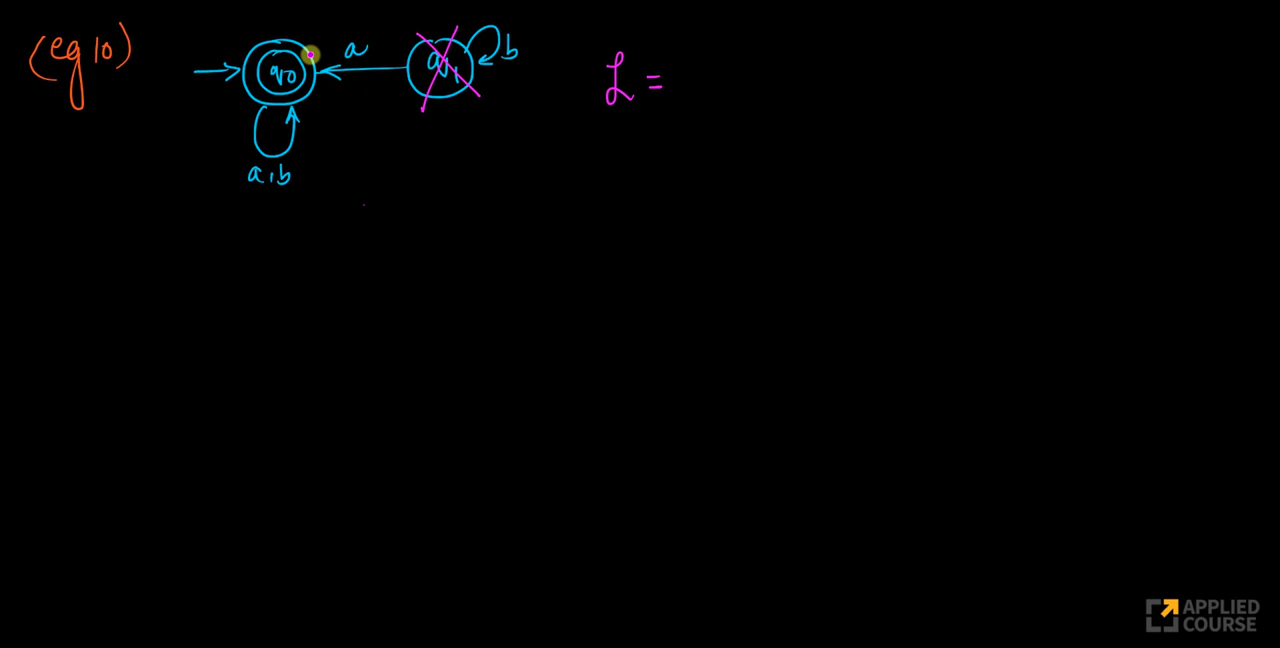 (eg 10)
q0
a
q1
b
L =
a,b
APPLIED
COURSE